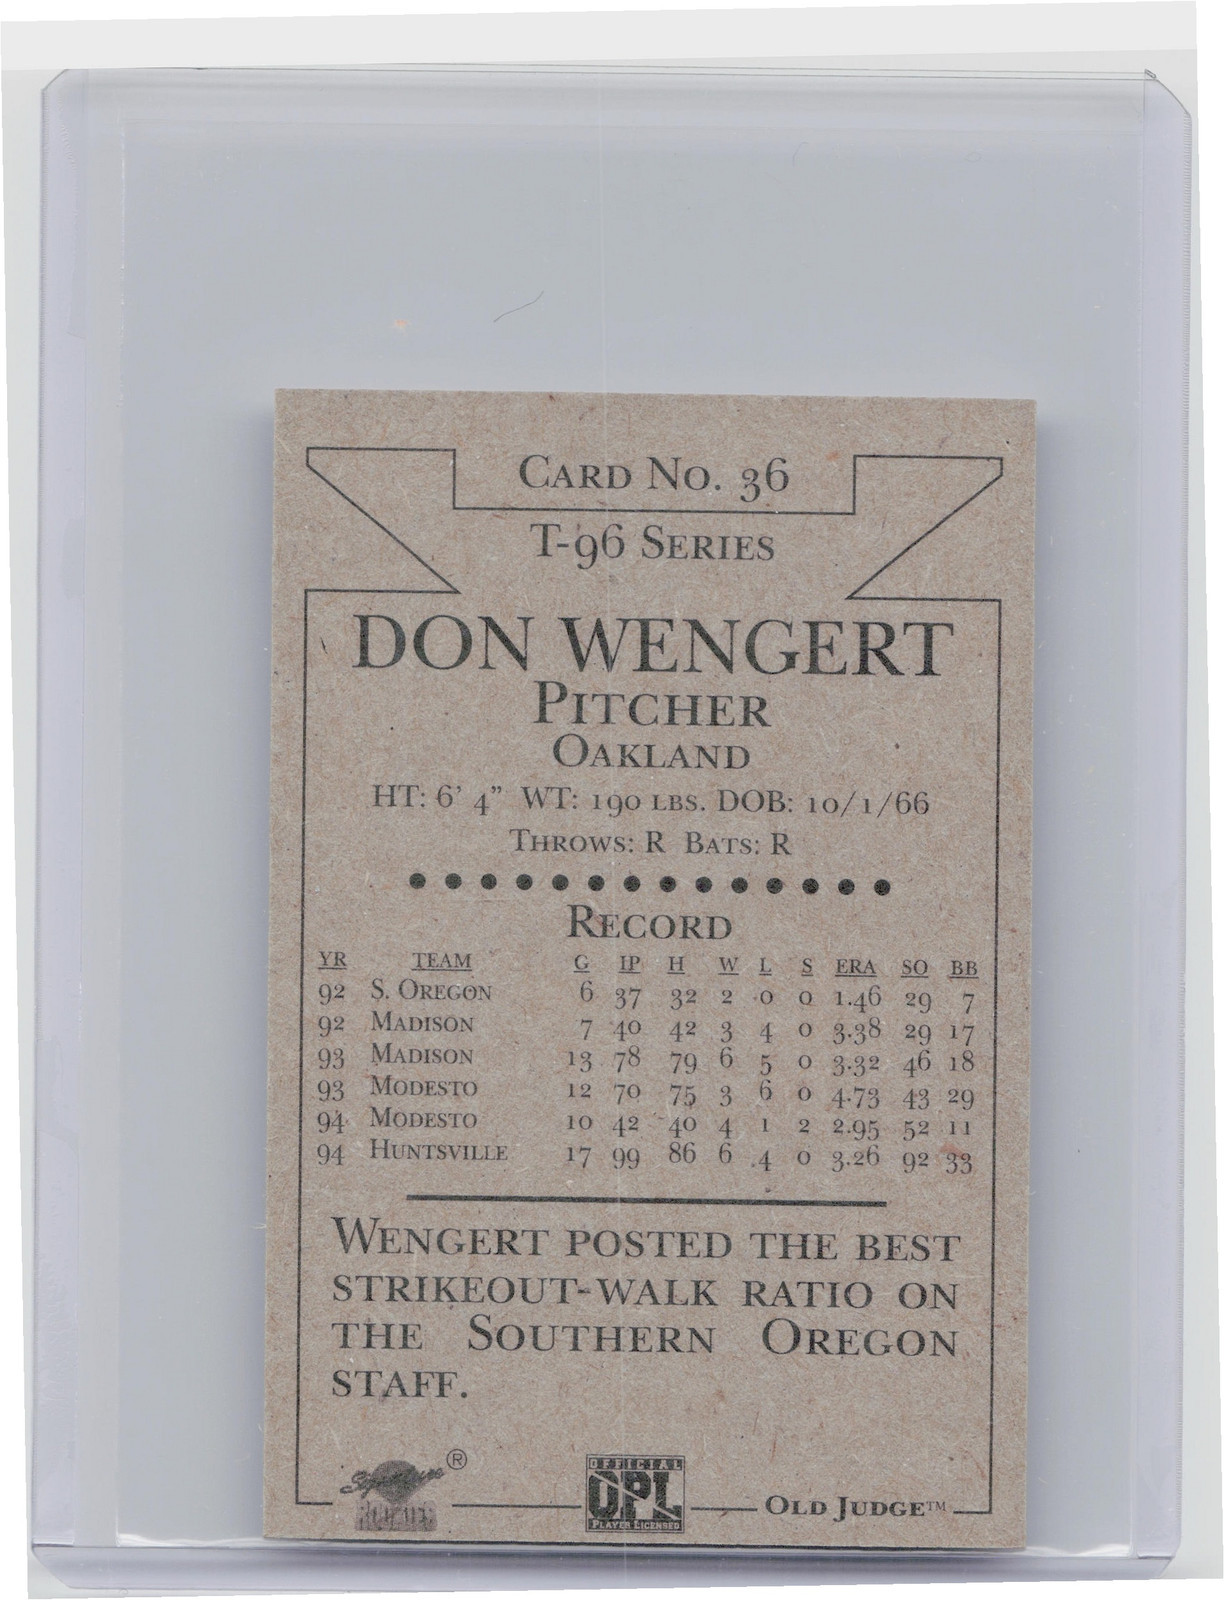 Card No. 36
T-96 Series
DON WENGERT
Pitcher
Oakland
HT: 6' 4" WT: 190 lbs. DOB: 10/1/66
Throws: R Bats: R
Record
YR TEAM G IP H W L S ERA SO BB
92 S. Oregon 6 37 32 2 0 0 1.46 29 7
92 Madison 7 40 42 3 4 0 3.38 29 17
93 Madison 13 78 79 6 5 0 3.32 46 18
93 Modesto 12 70 75 3 6 0 4.73 43 29
94 Modesto 10 42 40 4 1 2 2.95 52 11
94 Huntsville 17 99 86 6 4 0 3.26 92 33
Wengert posted the best
strikeout-walk ratio on
the Southern Oregon
staff.
Signature ®
Rookies
OFFICIAL
OPL
Player Licensed
Old Judge™